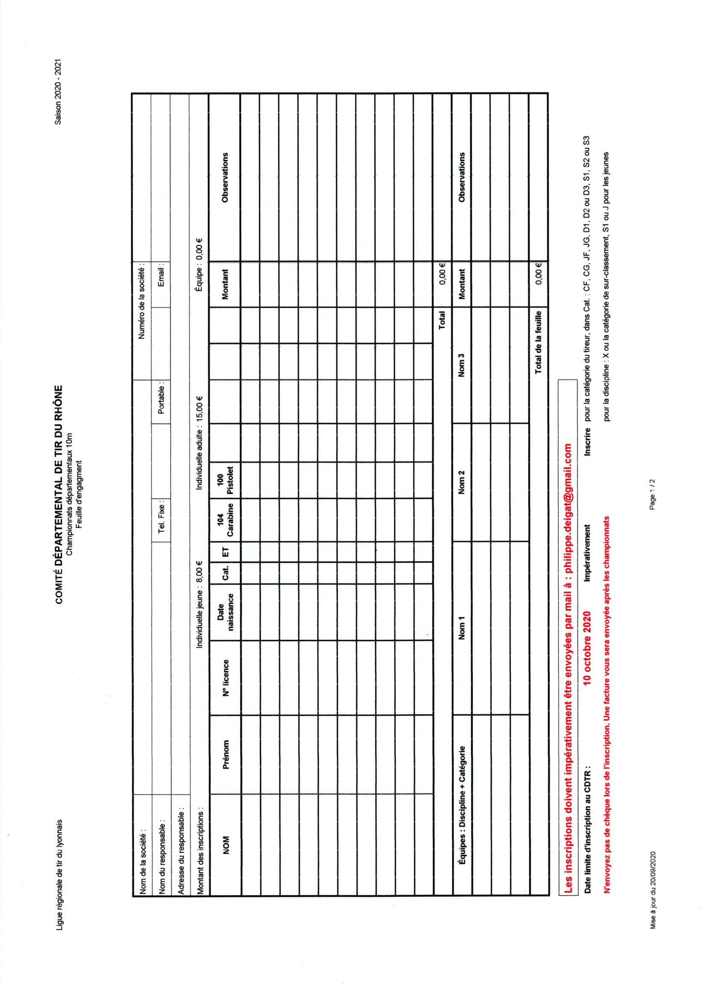 Ligue régionale de tir du lyonnais
COMITÉ DÉPARTEMENTAL DE TIR DU RHÔNE
Saison 2020 - 2021
Championnats départementaux 10m
Feuille d'engagment
Nom de la société :
Numéro de la société :
Nom du responsable :
Tel. Fixe :
Portable :
Email :
Adresse du responsable :
Montant des inscriptions :
Individuelle jeune : 8,00 €
Individuelle adulte : 15,00 €
Équipe : 0,00 €
NOM
Prénom
N° licence
Date
naissance
Cat.
ET
104
Carabine
100
Pistolet
Montant
Observations
Total
0,00 €
Équipes : Discipline + Catégorie
Nom 1
Nom 2
Nom 3
Montant
Observations
Total de la feuille
0,00 €
Les inscriptions doivent impérativement être envoyées par mail à : philippe.deigat@gmail.com
Date limite d'inscription au CDTR :
10 octobre 2020
Impérativement
Inscrire
pour la catégorie du tireur, dans Cat. : CF, CG, JF, JG, D1, D2 ou D3, S1, S2 ou S3
N'envoyez pas de chèque lors de l'inscription. Une facture vous sera envoyée après les championnats
pour la discipline : X ou la catégorie de sur-classement, S1 ou J pour les jeunes
Mise à jour du 20/09/2020
Page 1 / 2